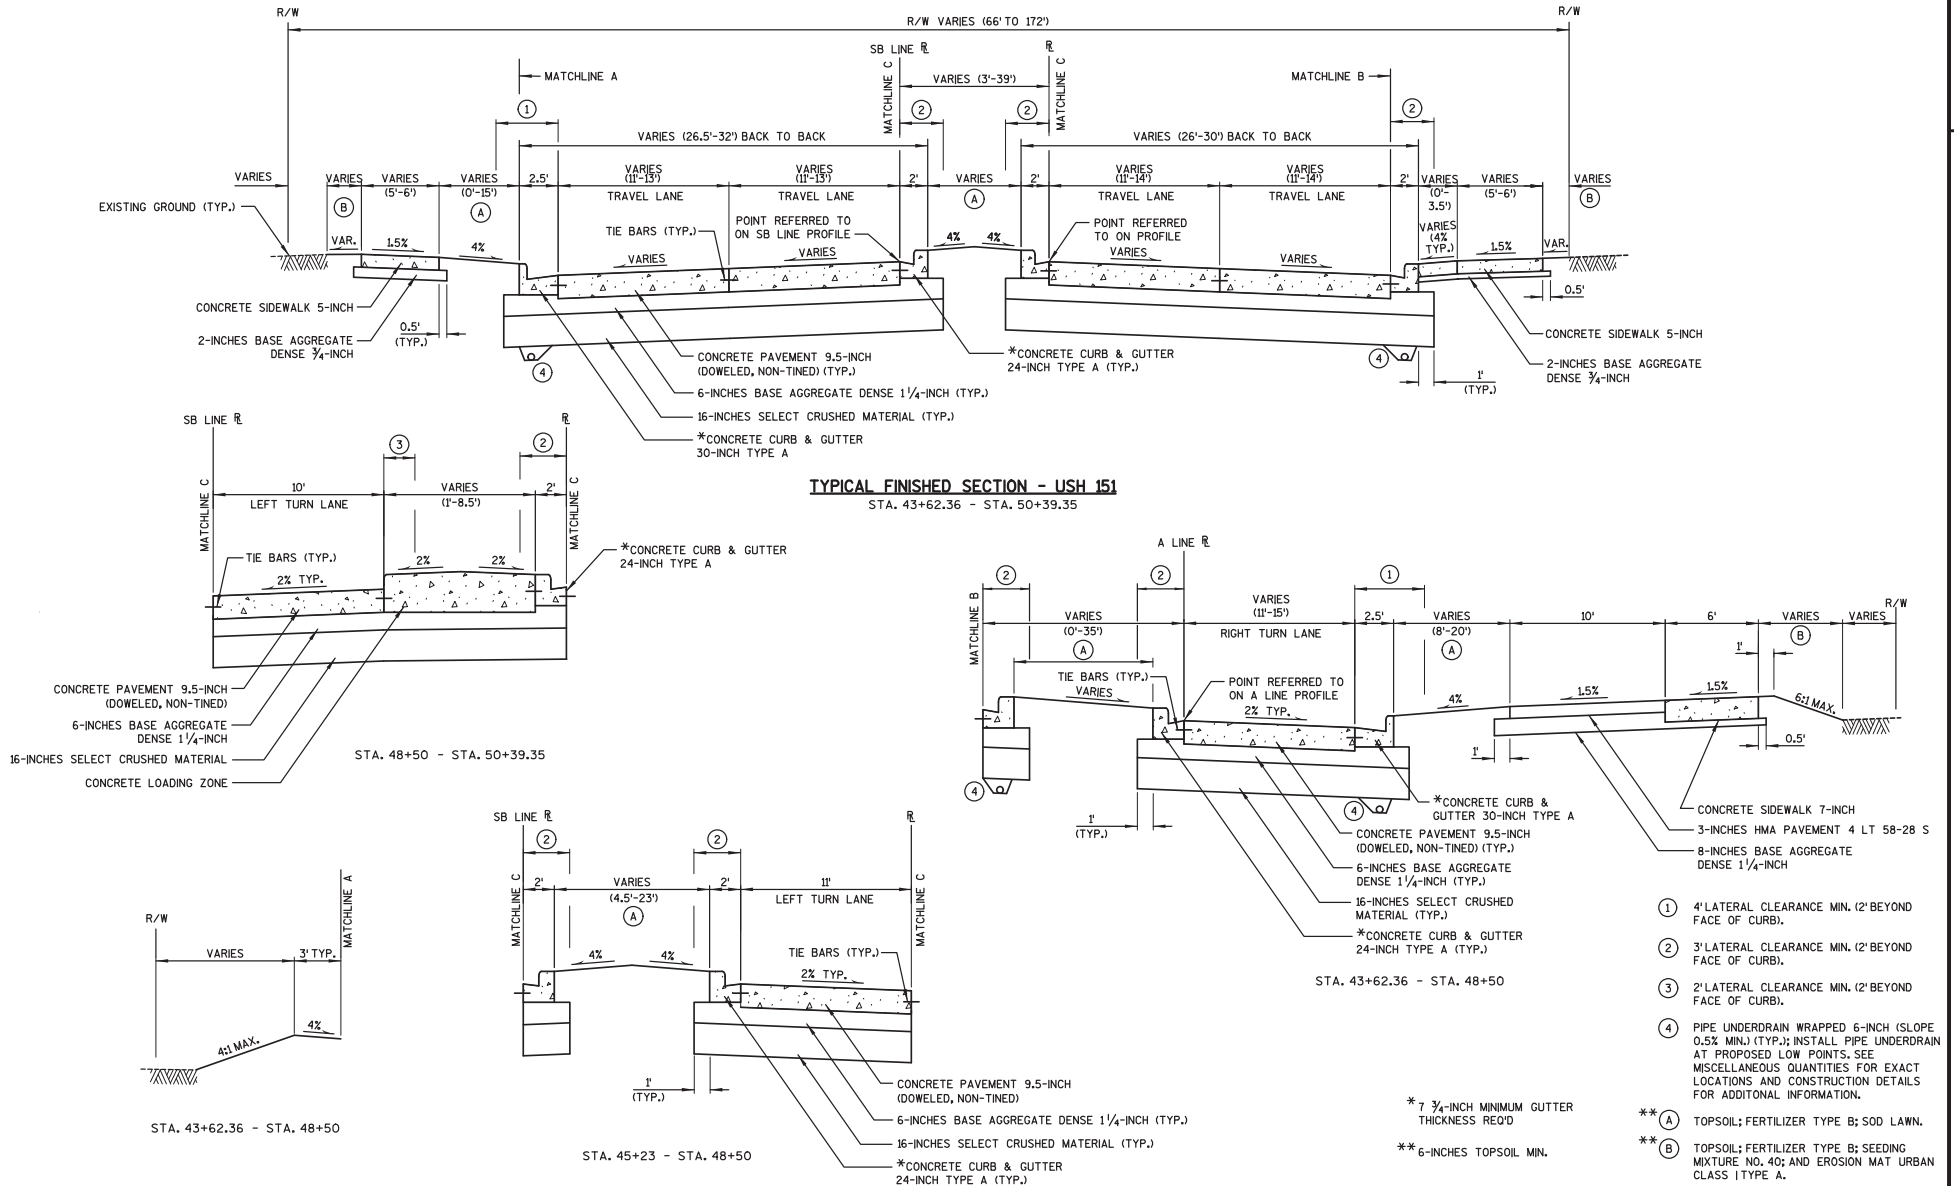 R/W
R/W
R/W VARIES (66' TO 172')
SB LINE ℞
℞
MATCHLINE A
MATCHLINE C
VARIES (3'-39')
MATCHLINE C
MATCHLINE B
1
2
2
2
VARIES (26.5'-32') BACK TO BACK
VARIES (26'-30') BACK TO BACK
VARIES
VARIES
B
VARIES
(5'-6')
VARIES
(0'-15')
A
2.5'
VARIES
(11'-13')
TRAVEL LANE
VARIES
(11'-13')
TRAVEL LANE
2'
VARIES
A
2'
VARIES
(11'-14')
TRAVEL LANE
VARIES
(11'-14')
TRAVEL LANE
2'
VARIES
(0'-
3.5')
VARIES
(5'-6')
VARIES
B
EXISTING GROUND (TYP.)
TIE BARS (TYP.)
POINT REFERRED TO
ON SB LINE PROFILE
POINT REFERRED
TO ON PROFILE
VAR.
1.5%
4%
VARIES
VARIES
4%
4%
VARIES
VARIES
VARIES
(4%
TYP.)
1.5%
VAR.
CONCRETE SIDEWALK 5-INCH
2-INCHES BASE AGGREGATE
DENSE 3/4-INCH
0.5'
(TYP.)
4
CONCRETE PAVEMENT 9.5-INCH
(DOWELED, NON-TINED) (TYP.)
6-INCHES BASE AGGREGATE DENSE 1 1/4-INCH (TYP.)
16-INCHES SELECT CRUSHED MATERIAL (TYP.)
*CONCRETE CURB & GUTTER
30-INCH TYPE A
*CONCRETE CURB & GUTTER
24-INCH TYPE A (TYP.)
4
1'
(TYP.)
0.5'
CONCRETE SIDEWALK 5-INCH
2-INCHES BASE AGGREGATE
DENSE 3/4-INCH
TYPICAL FINISHED SECTION - USH 151
STA. 43+62.36 - STA. 50+39.35
SB LINE ℞
℞
MATCHLINE C
3
2
MATCHLINE C
10'
LEFT TURN LANE
VARIES
(1'-8.5')
2'
TIE BARS (TYP.)
2% TYP.
2%
2%
*CONCRETE CURB & GUTTER
24-INCH TYPE A
CONCRETE PAVEMENT 9.5-INCH
(DOWELED, NON-TINED)
6-INCHES BASE AGGREGATE
DENSE 1 1/4-INCH
16-INCHES SELECT CRUSHED MATERIAL
CONCRETE LOADING ZONE
STA. 48+50 - STA. 50+39.35
A LINE ℞
MATCHLINE B
2
2
1
R/W
VARIES
(0'-35')
A
VARIES
(11'-15')
RIGHT TURN LANE
2.5'
VARIES
(8'-20')
A
10'
6'
VARIES
B
VARIES
1'
TIE BARS (TYP.)
VARIES
POINT REFERRED TO
ON A LINE PROFILE
2% TYP.
4%
1.5%
1.5%
6:1 MAX.
1'
0.5'
4
1'
(TYP.)
4
*CONCRETE CURB &
GUTTER 30-INCH TYPE A
CONCRETE PAVEMENT 9.5-INCH
(DOWELED, NON-TINED) (TYP.)
6-INCHES BASE AGGREGATE
DENSE 1 1/4-INCH (TYP.)
16-INCHES SELECT CRUSHED
MATERIAL (TYP.)
*CONCRETE CURB & GUTTER
24-INCH TYPE A (TYP.)
CONCRETE SIDEWALK 7-INCH
3-INCHES HMA PAVEMENT 4 LT 58-28 S
8-INCHES BASE AGGREGATE
DENSE 1 1/4-INCH
STA. 43+62.36 - STA. 48+50
R/W
MATCHLINE A
VARIES
3' TYP.
4:1 MAX.
4%
STA. 43+62.36 - STA. 48+50
SB LINE ℞
℞
MATCHLINE C
2
2
MATCHLINE C
2'
VARIES
(4.5'-23')
A
2'
11'
LEFT TURN LANE
4%
4%
TIE BARS (TYP.)
2% TYP.
1'
(TYP.)
CONCRETE PAVEMENT 9.5-INCH
(DOWELED, NON-TINED)
6-INCHES BASE AGGREGATE DENSE 1 1/4-INCH (TYP.)
16-INCHES SELECT CRUSHED MATERIAL (TYP.)
*CONCRETE CURB & GUTTER
24-INCH TYPE A (TYP.)
STA. 45+23 - STA. 48+50
* 7 3/4-INCH MINIMUM GUTTER
THICKNESS REQ'D
** 6-INCHES TOPSOIL MIN.
1 4' LATERAL CLEARANCE MIN. (2' BEYOND
FACE OF CURB).
2 3' LATERAL CLEARANCE MIN. (2' BEYOND
FACE OF CURB).
3 2' LATERAL CLEARANCE MIN. (2' BEYOND
FACE OF CURB).
4 PIPE UNDERDRAIN WRAPPED 6-INCH (SLOPE
0.5% MIN.) (TYP.); INSTALL PIPE UNDERDRAIN
AT PROPOSED LOW POINTS. SEE
MISCELLANEOUS QUANTITIES FOR EXACT
LOCATIONS AND CONSTRUCTION DETAILS
FOR ADDITONAL INFORMATION.
** A TOPSOIL; FERTILIZER TYPE B; SOD LAWN.
** B TOPSOIL; FERTILIZER TYPE B; SEEDING
MIXTURE NO. 40; AND EROSION MAT URBAN
CLASS I TYPE A.